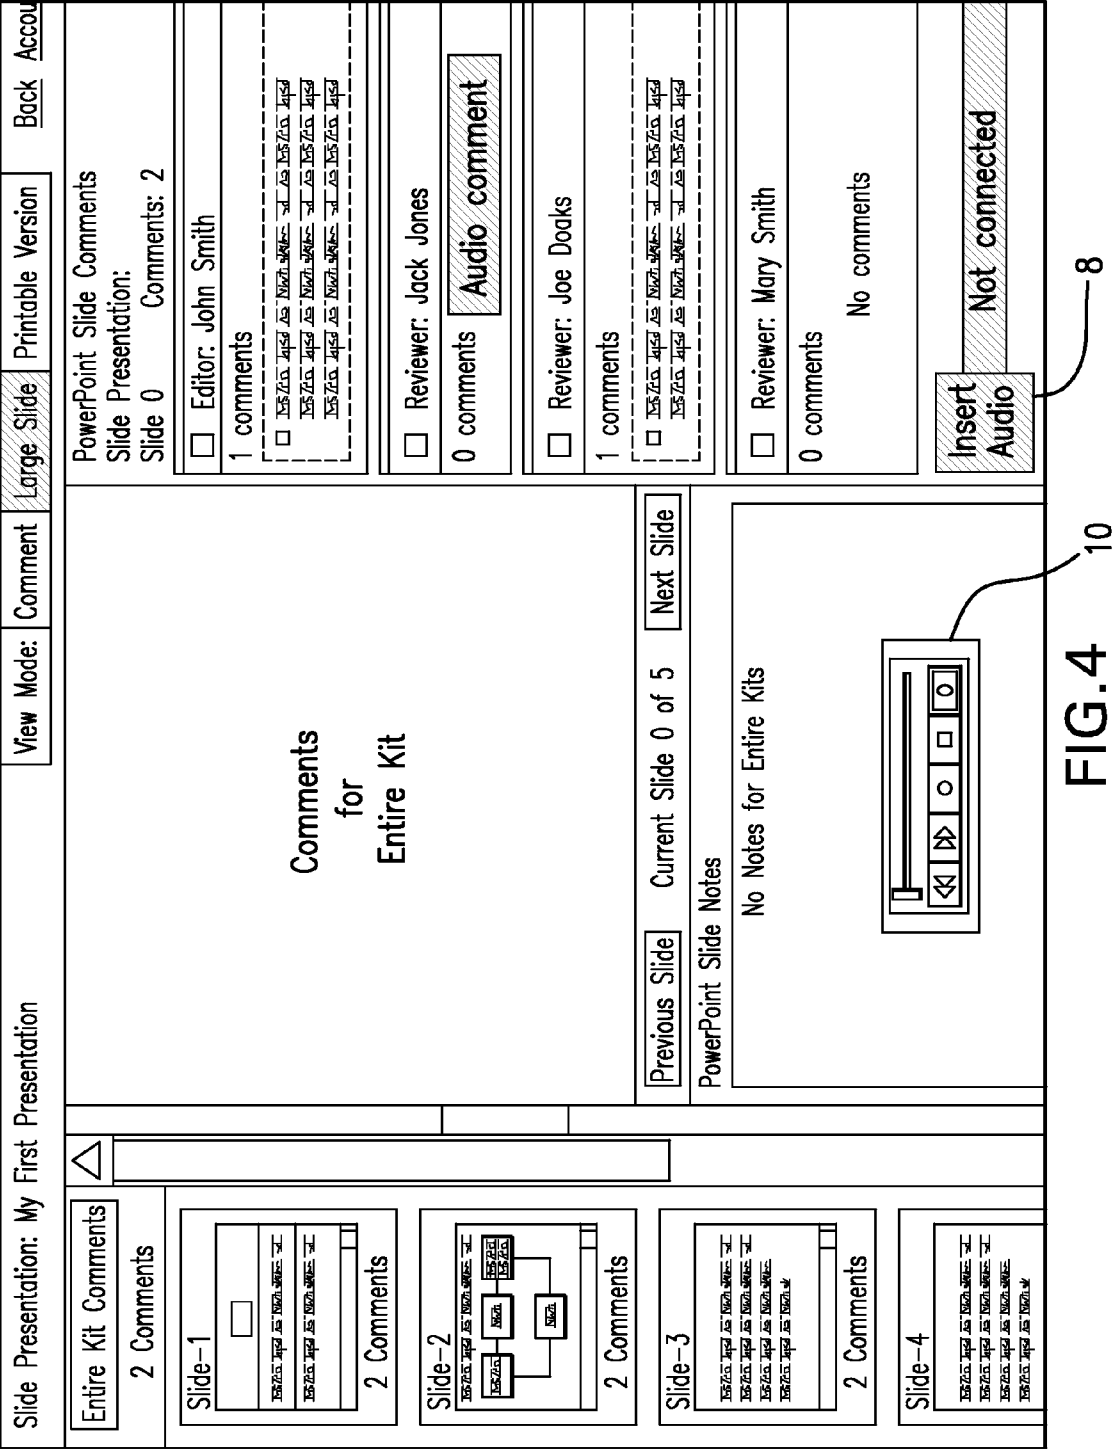 Slide Presentation: My First Presentation
View Mode:
Comment
Large Slide
Printable Version
Back
Accou
Entire Kit Comments
2 Comments
Slide-1
2 Comments
Slide-2
2 Comments
Slide-3
2 Comments
Slide-4
Comments
for
Entire Kit
Previous Slide
Current Slide 0 of 5
Next Slide
PowerPoint Slide Notes
No Notes for Entire Kits
10
PowerPoint Slide Comments
Slide Presentation:
Slide 0 Comments: 2
Editor: John Smith
1 comments
Reviewer: Jack Jones
0 comments
Audio comment
Reviewer: Joe Doaks
1 comments
Reviewer: Mary Smith
0 comments
No comments
Insert
Audio
Not connected
8
FIG.4